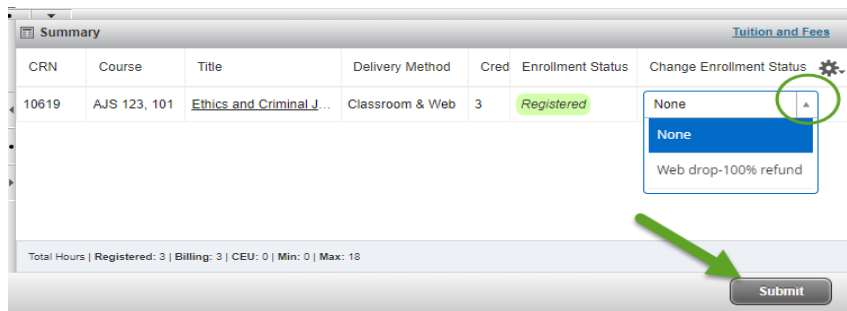 Summary Tuition and Fees
CRN Course Title Delivery Method Cred Enrollment Status Change Enrollment Status
10619 AJS 123, 101 Ethics and Criminal J... Classroom & Web 3 Registered None
None
Web drop-100% refund
Total Hours | Registered: 3 | Billing: 3 | CEU: 0 | Min: 0 | Max: 18
Submit